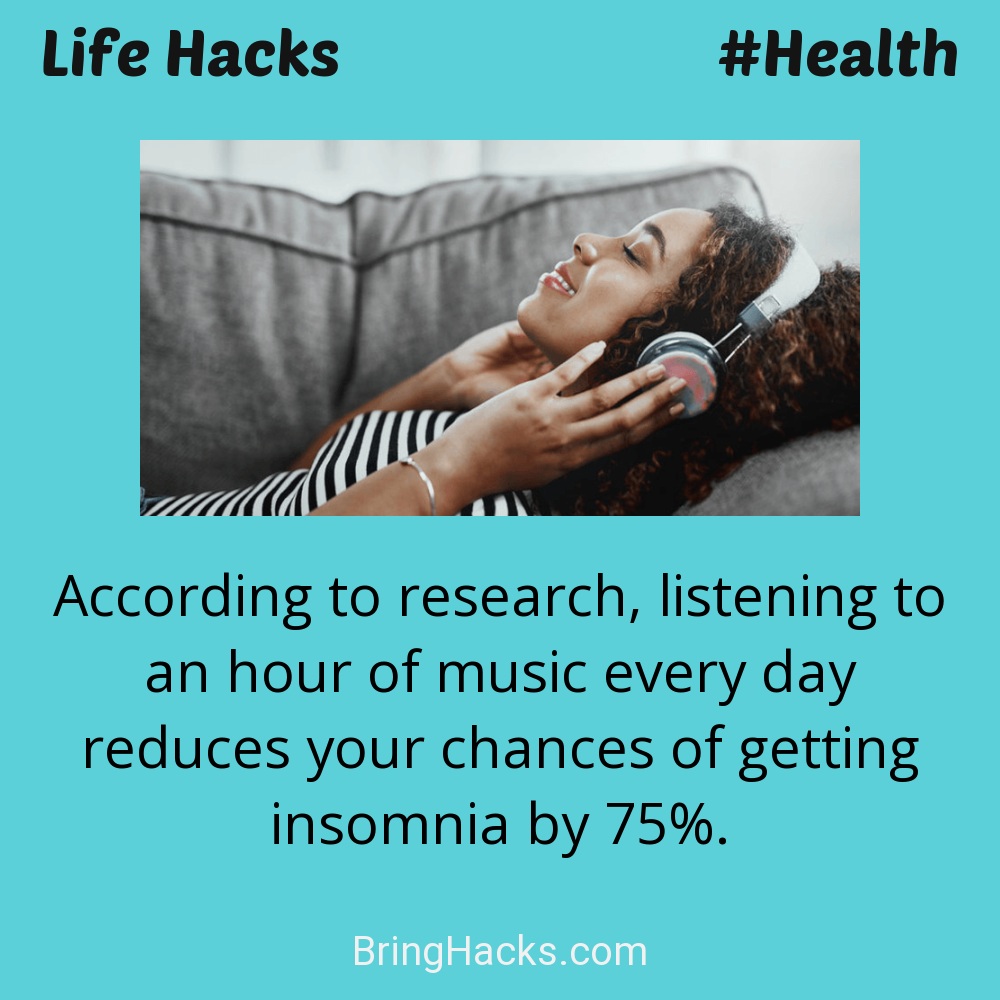 Life Hacks
#Health
According to research, listening to
an hour of music every day
reduces your chances of getting
insomnia by 75%.
BringHacks.com